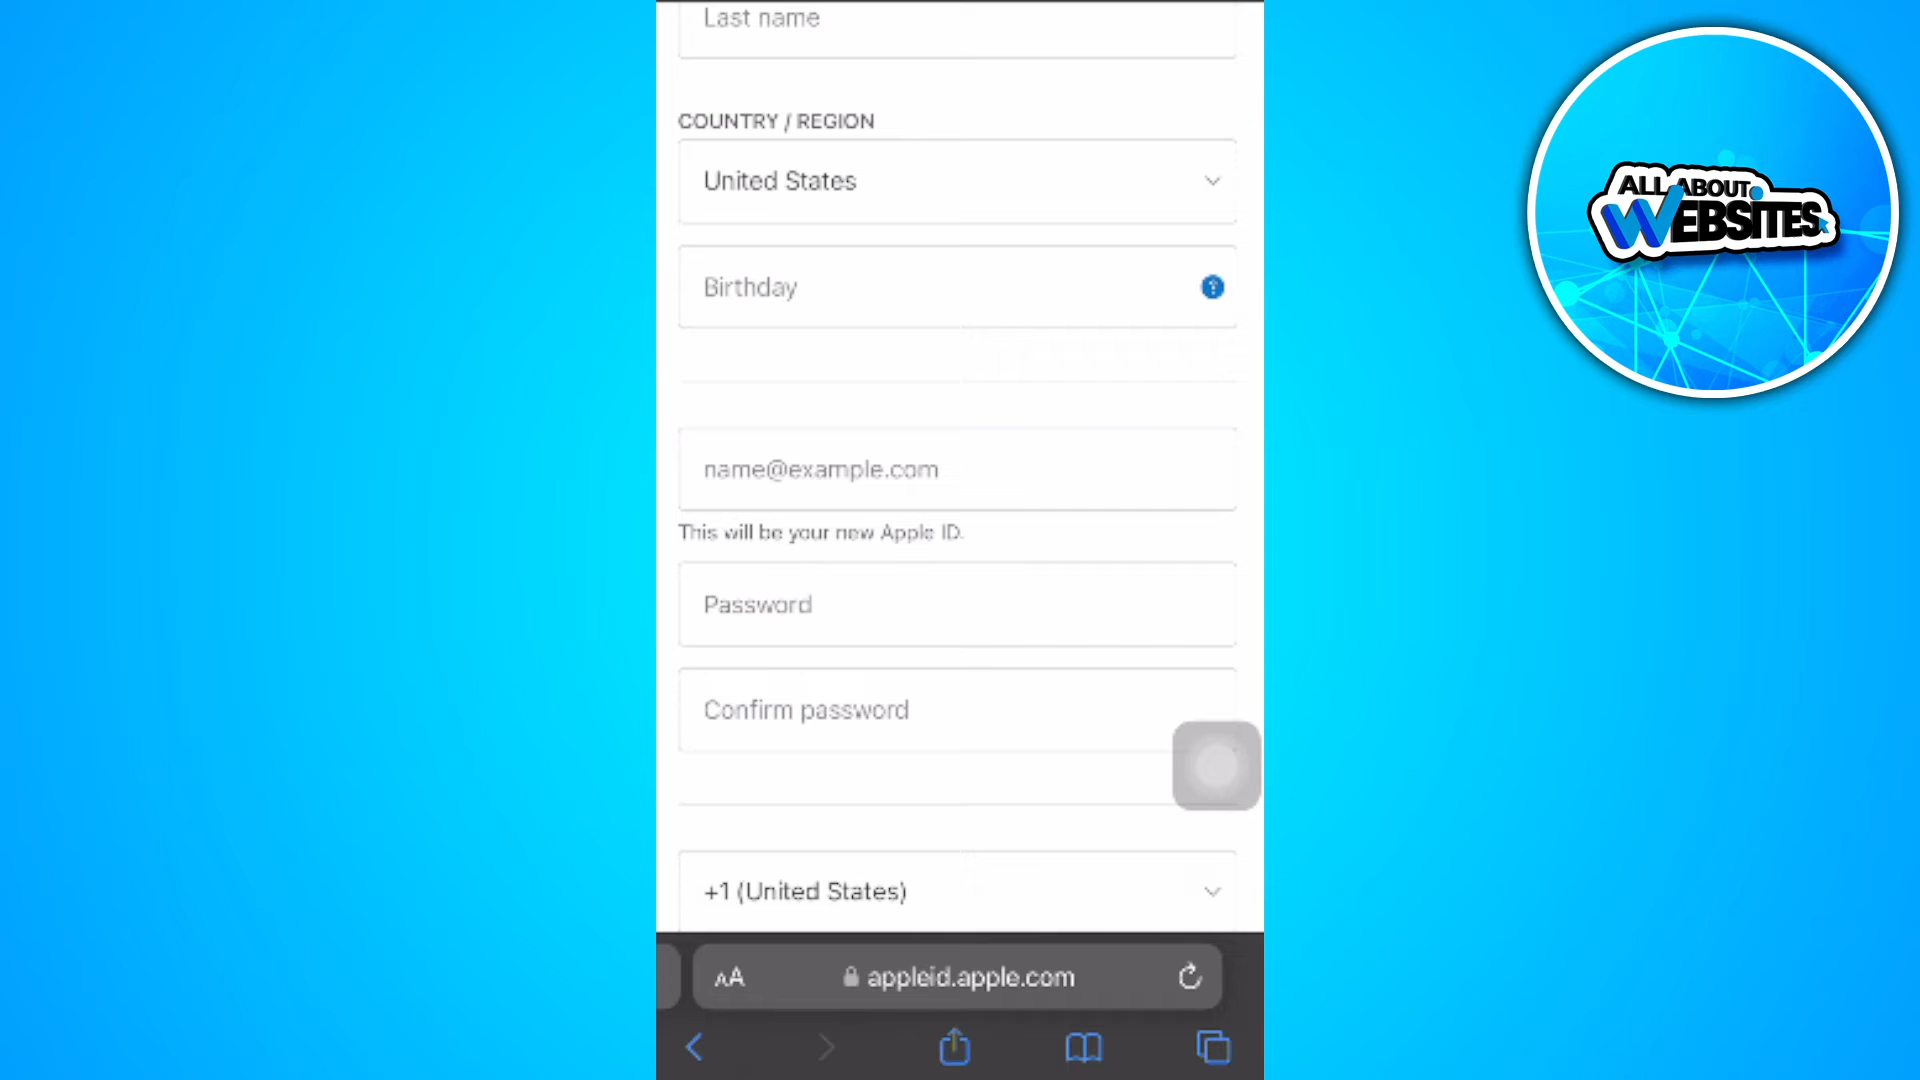 Last name
COUNTRY / REGION
United States
Birthday
?
name@example.com
This will be your new Apple ID.
Password
Confirm password
+1 (United States)
AA
appleid.apple.com
ALL ABOUT
WEBSITES